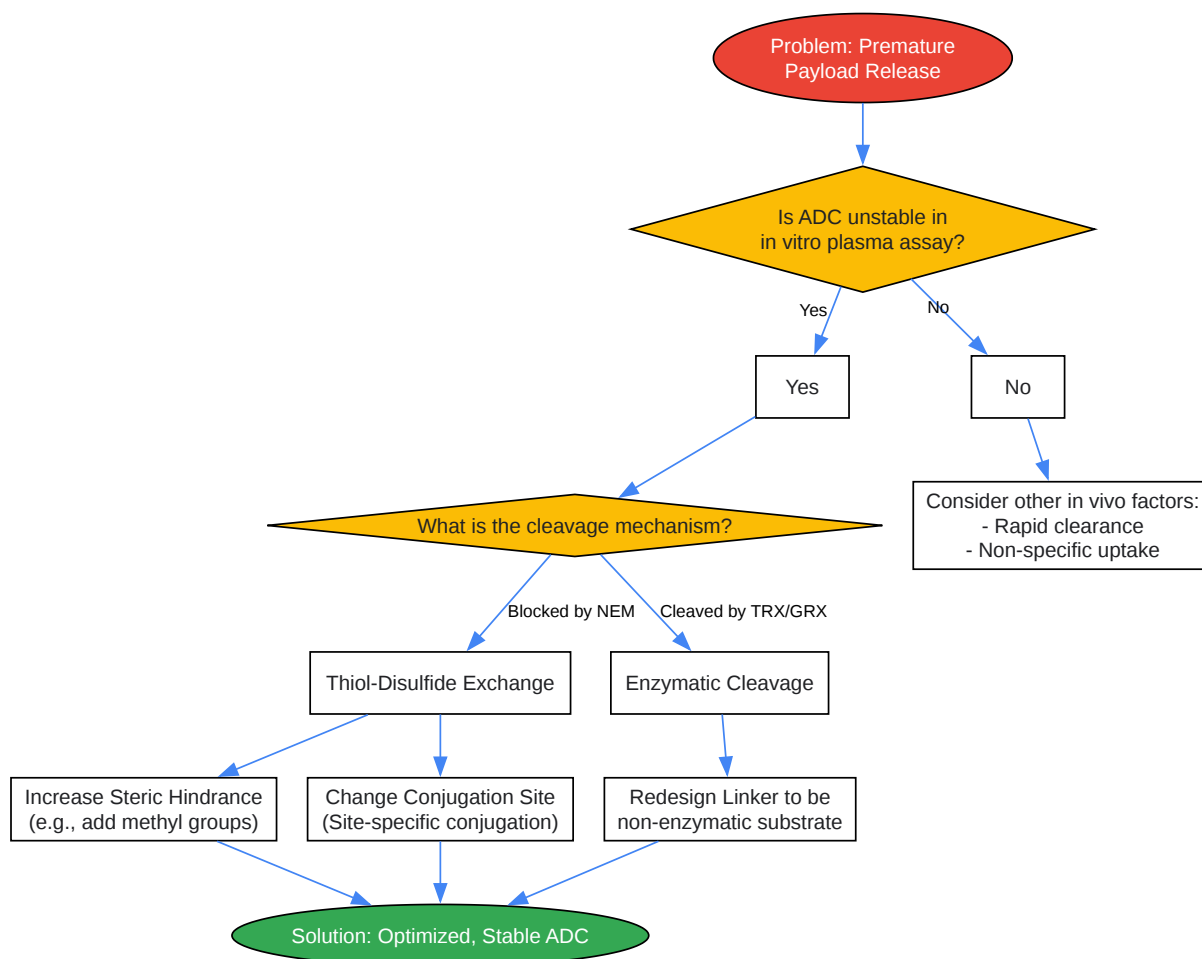 Problem: Premature
Payload Release
Is ADC unstable in
in vitro plasma assay?
Yes
No
Yes
No
Consider other in vivo factors:
- Rapid clearance
- Non-specific uptake
What is the cleavage mechanism?
Blocked by NEM
Cleaved by TRX/GRX
Thiol-Disulfide Exchange
Enzymatic Cleavage
Increase Steric Hindrance
(e.g., add methyl groups)
Change Conjugation Site
(Site-specific conjugation)
Redesign Linker to be
non-enzymatic substrate
Solution: Optimized, Stable ADC